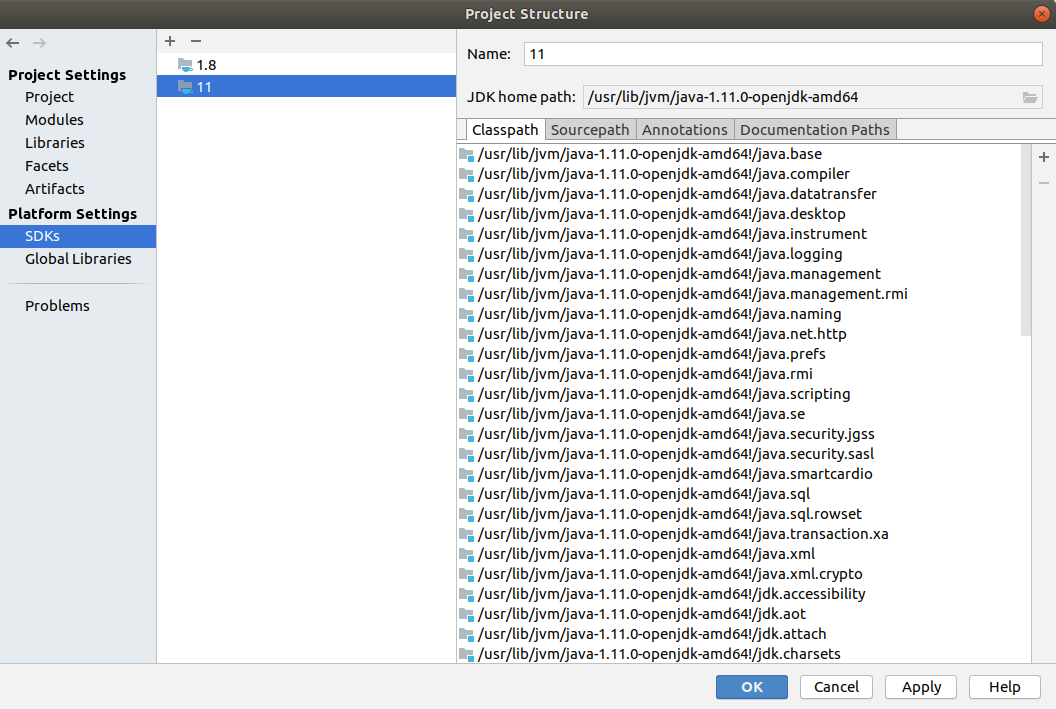 Project Structure
Project Settings
Project
Modules
Libraries
Facets
Artifacts
Platform Settings
SDKs
Global Libraries
Problems
1.8
11
Name: 11
JDK home path: /usr/lib/jvm/java-1.11.0-openjdk-amd64
Classpath Sourcepath Annotations Documentation Paths
/usr/lib/jvm/java-1.11.0-openjdk-amd64!/java.base
/usr/lib/jvm/java-1.11.0-openjdk-amd64!/java.compiler
/usr/lib/jvm/java-1.11.0-openjdk-amd64!/java.datatransfer
/usr/lib/jvm/java-1.11.0-openjdk-amd64!/java.desktop
/usr/lib/jvm/java-1.11.0-openjdk-amd64!/java.instrument
/usr/lib/jvm/java-1.11.0-openjdk-amd64!/java.logging
/usr/lib/jvm/java-1.11.0-openjdk-amd64!/java.management
/usr/lib/jvm/java-1.11.0-openjdk-amd64!/java.management.rmi
/usr/lib/jvm/java-1.11.0-openjdk-amd64!/java.naming
/usr/lib/jvm/java-1.11.0-openjdk-amd64!/java.net.http
/usr/lib/jvm/java-1.11.0-openjdk-amd64!/java.prefs
/usr/lib/jvm/java-1.11.0-openjdk-amd64!/java.rmi
/usr/lib/jvm/java-1.11.0-openjdk-amd64!/java.scripting
/usr/lib/jvm/java-1.11.0-openjdk-amd64!/java.se
/usr/lib/jvm/java-1.11.0-openjdk-amd64!/java.security.jgss
/usr/lib/jvm/java-1.11.0-openjdk-amd64!/java.security.sasl
/usr/lib/jvm/java-1.11.0-openjdk-amd64!/java.smartcardio
/usr/lib/jvm/java-1.11.0-openjdk-amd64!/java.sql
/usr/lib/jvm/java-1.11.0-openjdk-amd64!/java.sql.rowset
/usr/lib/jvm/java-1.11.0-openjdk-amd64!/java.transaction.xa
/usr/lib/jvm/java-1.11.0-openjdk-amd64!/java.xml
/usr/lib/jvm/java-1.11.0-openjdk-amd64!/java.xml.crypto
/usr/lib/jvm/java-1.11.0-openjdk-amd64!/jdk.accessibility
/usr/lib/jvm/java-1.11.0-openjdk-amd64!/jdk.aot
/usr/lib/jvm/java-1.11.0-openjdk-amd64!/jdk.attach
/usr/lib/jvm/java-1.11.0-openjdk-amd64!/jdk.charsets
OK Cancel Apply Help